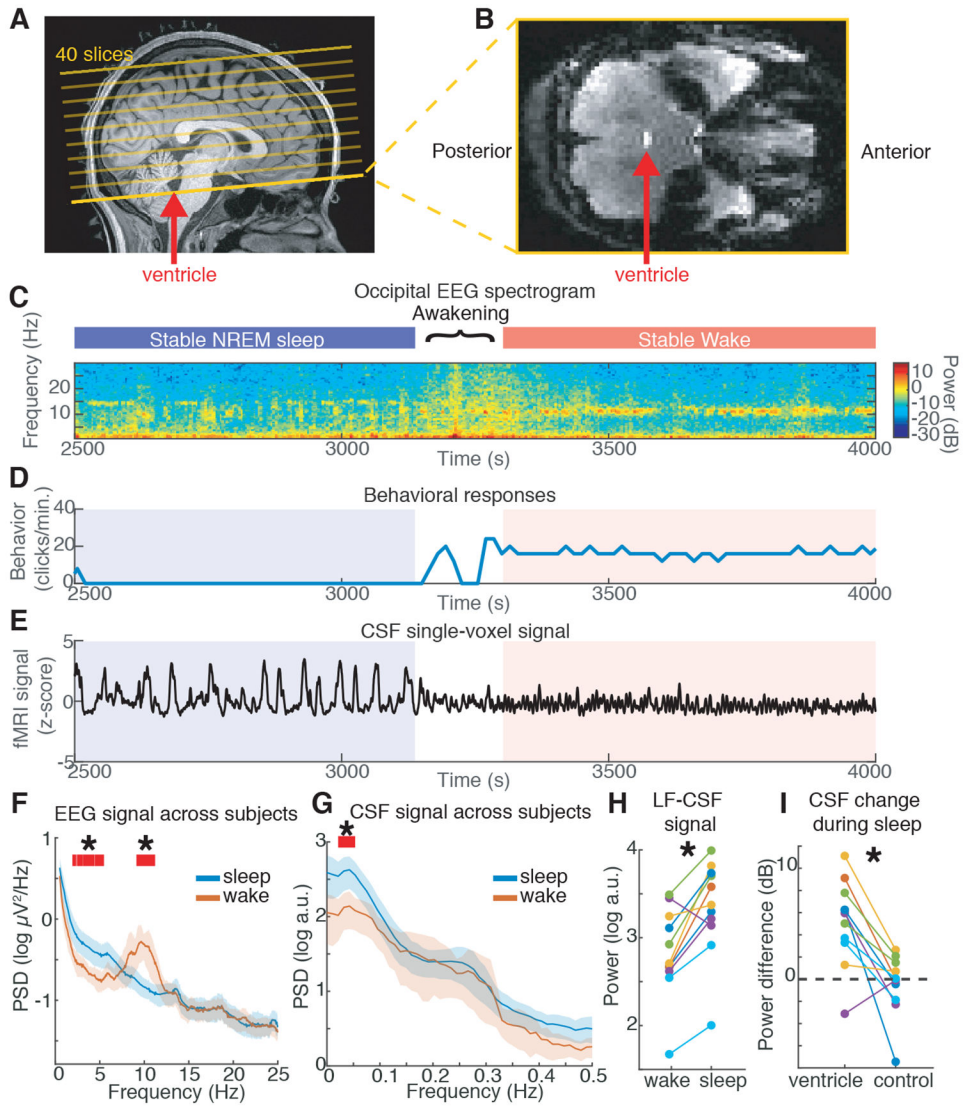 A
40 slices
ventricle
B
Posterior
Anterior
ventricle
C
Occipital EEG spectrogram
Awakening
Stable NREM sleep
Stable Wake
Frequency (Hz)
20
10
2500
3000
3500
4000
Time (s)
10
0
-10
-20
-30
Power (dB)
D
Behavioral responses
Behavior
(clicks/min.)
40
20
0
2500
3000
3500
4000
Time (s)
E
CSF single-voxel signal
fMRI signal
(z-score)
5
0
-5
2500
3000
3500
4000
Time (s)
F
EEG signal across subjects
*
sleep
wake
PSD (log µV²/Hz)
1
-0
-1
0
5
10
15
20
25
Frequency (Hz)
G
CSF signal across subjects
*
sleep
wake
PSD (log a.u.)
3
2
1
0
0
0.1
0.2
0.3
0.4
0.5
Frequency (Hz)
H
LF-CSF
signal
*
Power (log a.u.)
4
3
2
wake sleep
I
CSF change
during sleep
*
Power difference (dB)
10
0
ventricle control